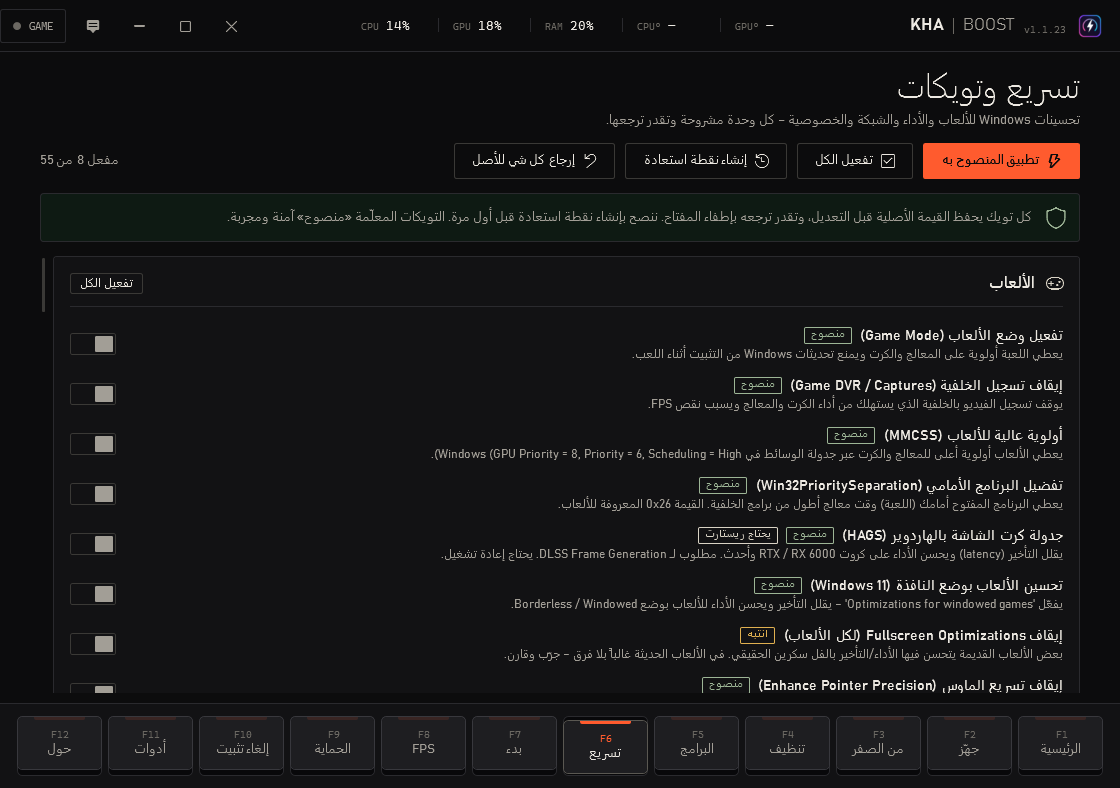 KHA | BOOST v1.1.23
CPU 14% GPU 18% RAM 20% CPU° — GPU° —
GAME
تسريع وتويكات
تحسينات Windows للألعاب والأداء والشبكة والخصوصية – كل وحدة مشروحة وتقدر ترجعها.
تطبيق المنصوح به
تفعيل الكل
إنشاء نقطة استعادة
إرجاع كل شي للأصل
مفعل 8 من 55
كل تويك يحفظ القيمة الأصلية قبل التعديل، وتقدر ترجعه بإطفاء المفتاح. ننصح بإنشاء نقطة استعادة قبل أول مرة. التويكات المعلّمة «منصوح» آمنة ومجربة.
الألعاب
تفعيل الكل
تفعيل وضع الألعاب (Game Mode) منصوح
يعطي اللعبة أولوية على المعالج والكرت ويمنع تحديثات Windows من التثبيت أثناء اللعب.
إيقاف تسجيل الخلفية (Game DVR / Captures) منصوح
يوقف تسجيل الفيديو بالخلفية الذي يستهلك من أداء الكرت والمعالج ويسبب نقص FPS.
أولوية عالية للألعاب (MMCSS) منصوح
يعطي الألعاب أولوية أعلى للمعالج والكرت عبر جدولة الوسائط في Windows (GPU Priority = 8, Priority = 6, Scheduling = High).
تفضيل البرنامج الأمامي (Win32PrioritySeparation) منصوح
يعطي البرنامج المفتوح أمامك (اللعبة) وقت معالج أطول من برامج الخلفية. القيمة 0x26 المعروفة للألعاب.
جدولة كرت الشاشة بالهاردوير (HAGS) منصوح يحتاج ريستارت
يقلل التأخير (latency) ويحسن الأداء على كروت RTX / RX 6000 وأحدث. مطلوب لـ DLSS Frame Generation. يحتاج إعادة تشغيل.
تحسين الألعاب بوضع النافذة (Windows 11) منصوح
يفعّل 'Optimizations for windowed games' – يقلل التأخير ويحسن الأداء للألعاب بوضع Borderless / Windowed.
إيقاف Fullscreen Optimizations (لكل الألعاب) انتبه
بعض الألعاب القديمة يتحسن فيها الأداء/التأخير بالفل سكرين الحقيقي. في الألعاب الحديثة غالباً بلا فرق – جرّب وقارن.
إيقاف تسريع الماوس (Enhance Pointer Precision) منصوح
F1 الرئيسية
F2 جهّز
F3 من الصفر
F4 تنظيف
F5 البرامج
F6 تسريع
F7 بدء
F8 FPS
F9 الحماية
F10 إلغاء تثبيت
F11 أدوات
F12 حول